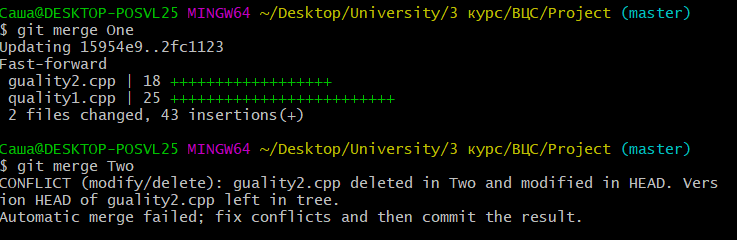 Саша@DESKTOP-POSVL25 MINGW64 ~/Desktop/University/3 курс/ВЦС/Project (master)
$ git merge One
Updating 15954e9..2fc1123
Fast-forward
 guality2.cpp | 18 ++++++++++++++++++
 quality1.cpp | 25 +++++++++++++++++++++++++
 2 files changed, 43 insertions(+)
Саша@DESKTOP-POSVL25 MINGW64 ~/Desktop/University/3 курс/ВЦС/Project (master)
$ git merge Two
CONFLICT (modify/delete): guality2.cpp deleted in Two and modified in HEAD. Vers
ion HEAD of guality2.cpp left in tree.
Automatic merge failed; fix conflicts and then commit the result.